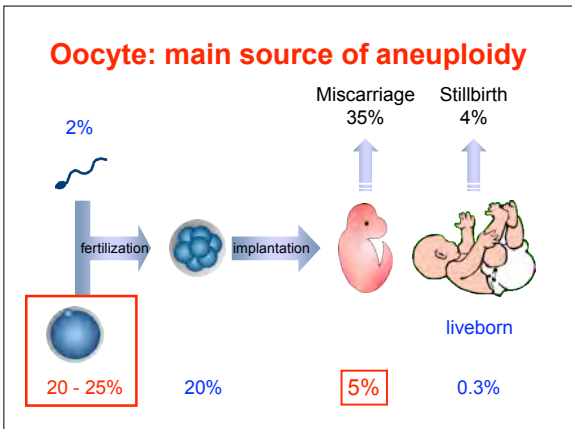 Oocyte: main source of aneuploidy
Miscarriage
35%
Stillbirth
4%
2%
fertilization
implantation
liveborn
20 - 25%
20%
5%
0.3%